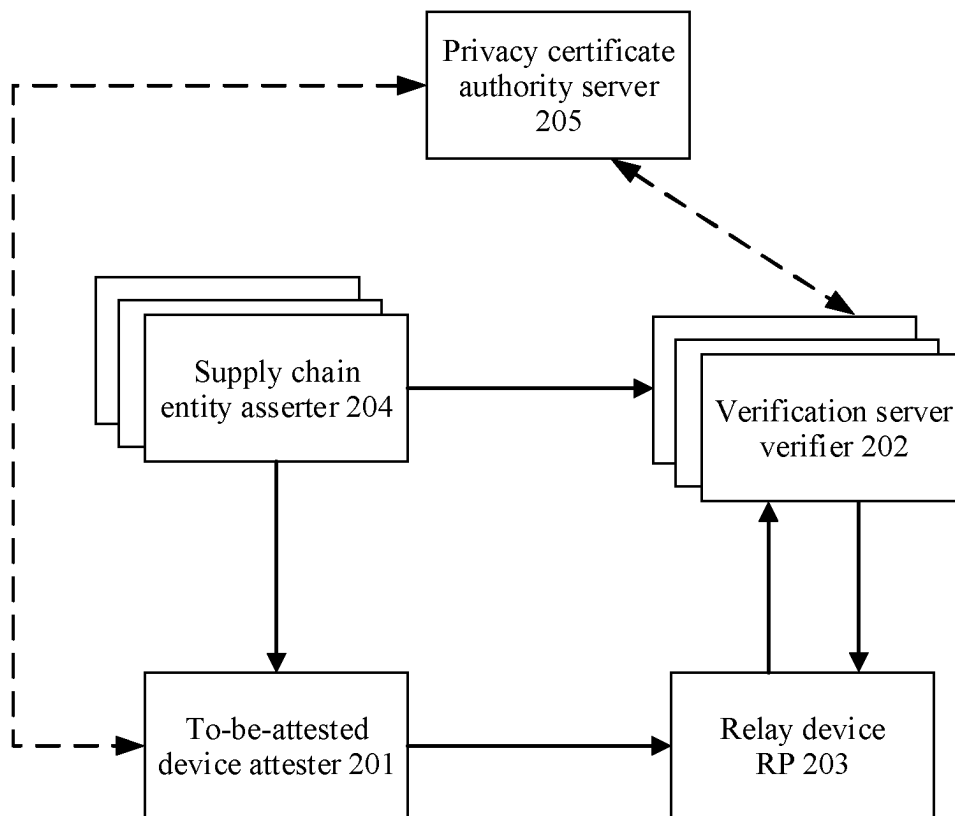 Privacy certificate
authority server
205
Supply chain
entity asserter 204
Verification server
verifier 202
To-be-attested
device attester 201
Relay device
RP 203